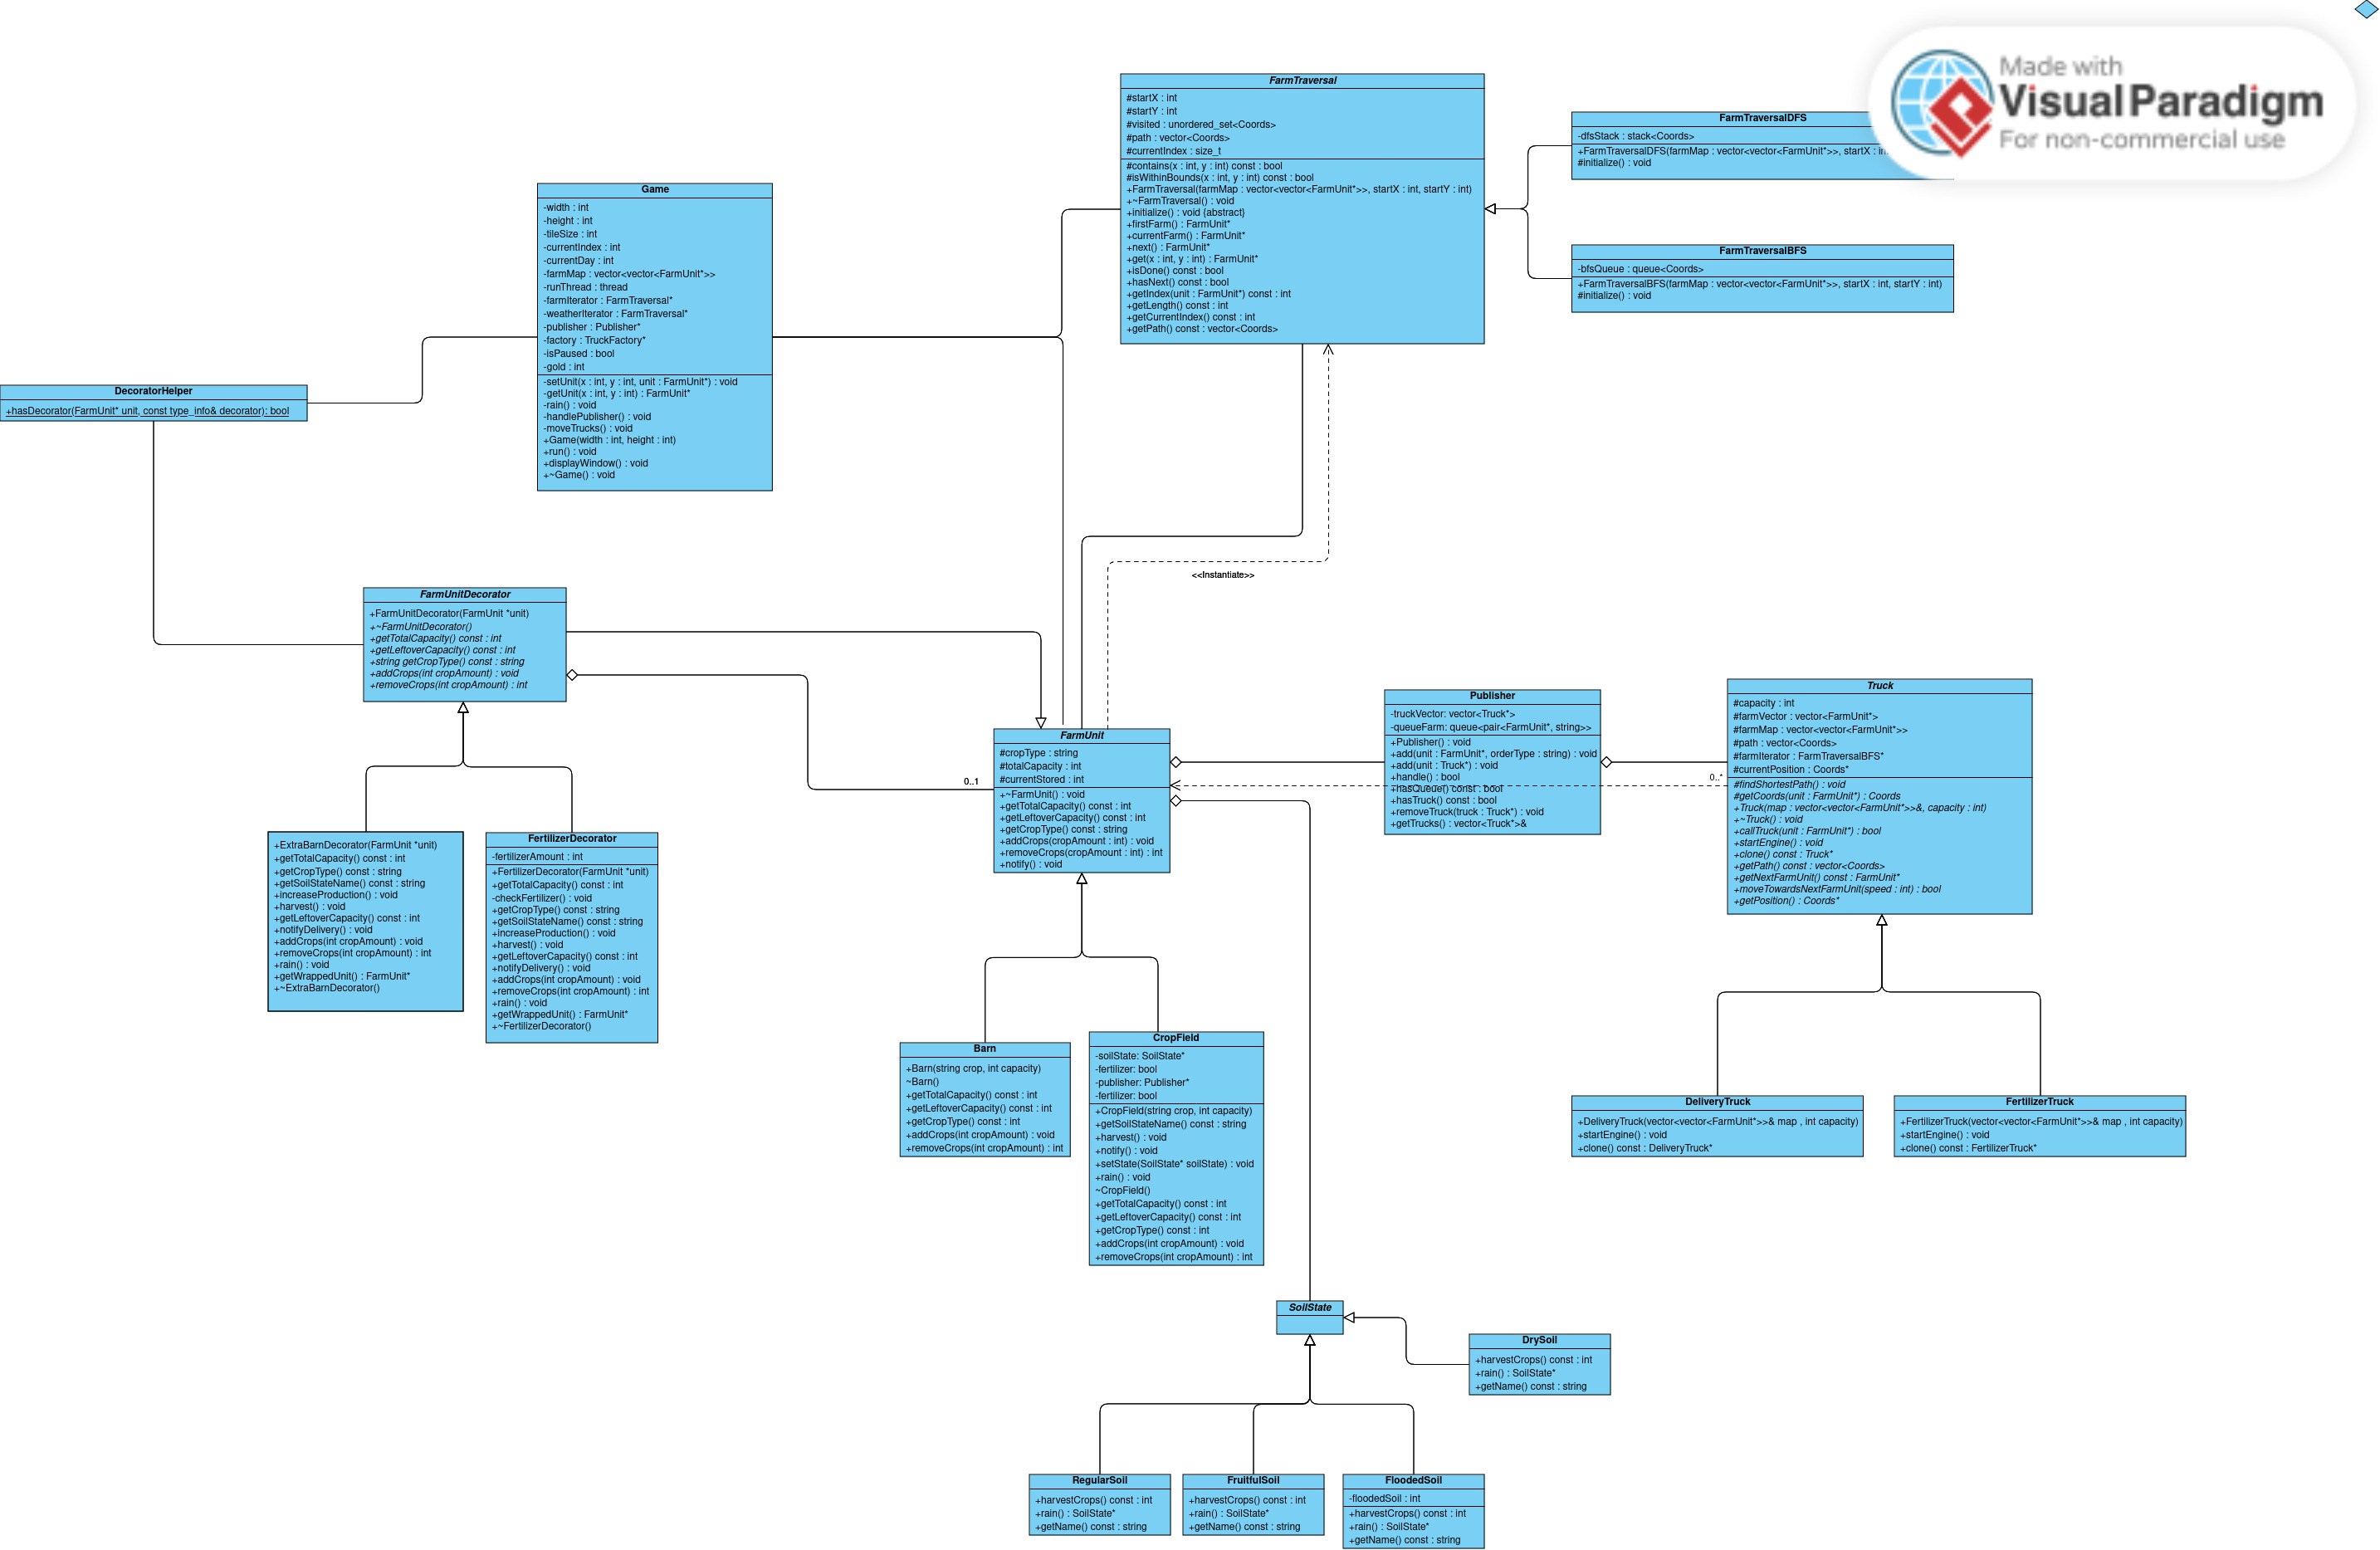 Made with
Visual Paradigm
For non-commercial use
FarmTraversal
#startX : int
#startY : int
#visited : unordered_set<Coords>
#path : vector<Coords>
#currentIndex : size_t
#contains(x : int, y : int) const : bool
#isWithinBounds(x : int, y : int) const : bool
+FarmTraversal(farmMap : vector<vector<FarmUnit*>>, startX : int, startY : int)
+~FarmTraversal() : void
+initialize() : void {abstract}
+firstFarm() : FarmUnit*
+currentFarm() : FarmUnit*
+next() : FarmUnit*
+get(x : int, y : int) : FarmUnit*
+isDone() const : bool
+hasNext() const : bool
+getIndex(unit : FarmUnit*) const : int
+getLength() const : int
+getCurrentIndex() const : int
+getPath() const : vector<Coords>
FarmTraversalDFS
-dfsStack : stack<Coords>
+FarmTraversalDFS(farmMap : vector<vector<FarmUnit*>>, startX : in
#initialize() : void
FarmTraversalBFS
-bfsQueue : queue<Coords>
+FarmTraversalBFS(farmMap : vector<vector<FarmUnit*>>, startX : int, startY : int)
#initialize() : void
Game
-width : int
-height : int
-tileSize : int
-currentIndex : int
-currentDay : int
-farmMap : vector<vector<FarmUnit*>>
-runThread : thread
-farmIterator : FarmTraversal*
-weatherIterator : FarmTraversal*
-publisher : Publisher*
-factory : TruckFactory*
-isPaused : bool
-gold : int
-setUnit(x : int, y : int, unit : FarmUnit*) : void
-getUnit(x : int, y : int) : FarmUnit*
-rain() : void
-handlePublisher() : void
-moveTrucks() : void
+Game(width : int, height : int)
+run() : void
+displayWindow() : void
+~Game() : void
DecoratorHelper
+hasDecorator(FarmUnit* unit, const type_info& decorator): bool
<<Instantiate>>
FarmUnitDecorator
+FarmUnitDecorator(FarmUnit *unit)
+~FarmUnitDecorator()
+getTotalCapacity() const : int
+getLeftoverCapacity() const : int
+string getCropType() const : string
+addCrops(int cropAmount) : void
+removeCrops(int cropAmount) : int
0..1
FarmUnit
#cropType : string
#totalCapacity : int
#currentStored : int
+~FarmUnit() : void
+getTotalCapacity() const : int
+getLeftoverCapacity() const : int
+getCropType() const : string
+addCrops(cropAmount : int) : void
+removeCrops(cropAmount : int) : int
+notify() : void
Publisher
-truckVector: vector<Truck*>
-queueFarm: queue<pair<FarmUnit*, string>>
+Publisher() : void
+add(unit : FarmUnit*, orderType : string) : void
+add(unit : Truck*) : void
+handle() : bool
+hasQueue() const : bool
+hasTruck() const : bool
+removeTruck(truck : Truck*) : void
+getTrucks() : vector<Truck*>&
0..*
Truck
#capacity : int
#farmVector : vector<FarmUnit*>
#farmMap : vector<vector<FarmUnit*>>
#path : vector<Coords>
#farmIterator : FarmTraversalBFS*
#currentPosition : Coords*
#findShortestPath() : void
#getCoords(unit : FarmUnit*) : Coords
+Truck(map : vector<vector<FarmUnit*>>&, capacity : int)
+~Truck() : void
+callTruck(unit : FarmUnit*) : bool
+startEngine() : void
+clone() const : Truck*
+getPath() const : vector<Coords>
+getNextFarmUnit() const : FarmUnit*
+moveTowardsNextFarmUnit(speed : int) : bool
+getPosition() : Coords*
+ExtraBarnDecorator(FarmUnit *unit)
+getTotalCapacity() const : int
+getCropType() const : string
+getSoilStateName() const : string
+increaseProduction() : void
+harvest() : void
+getLeftoverCapacity() const : int
+notifyDelivery() : void
+addCrops(int cropAmount) : void
+removeCrops(int cropAmount) : int
+rain() : void
+getWrappedUnit() : FarmUnit*
+~ExtraBarnDecorator()
FertilizerDecorator
-fertilizerAmount : int
+FertilizerDecorator(FarmUnit *unit)
+getTotalCapacity() const : int
-checkFertilizer() : void
+getCropType() const : string
+getSoilStateName() const : string
+increaseProduction() : void
+harvest() : void
+getLeftoverCapacity() const : int
+notifyDelivery() : void
+addCrops(int cropAmount) : void
+removeCrops(int cropAmount) : int
+rain() : void
+getWrappedUnit() : FarmUnit*
+~FertilizerDecorator()
Barn
+Barn(string crop, int capacity)
~Barn()
+getTotalCapacity() const : int
+getLeftoverCapacity() const : int
+getCropType() const : int
+addCrops(int cropAmount) : void
+removeCrops(int cropAmount) : int
CropField
-soilState: SoilState*
-fertilizer: bool
-publisher: Publisher*
-fertilizer: bool
+CropField(string crop, int capacity)
+getSoilStateName() const : string
+harvest() : void
+notify() : void
+setState(SoilState* soilState) : void
+rain() : void
~CropField()
+getTotalCapacity() const : int
+getLeftoverCapacity() const : int
+getCropType() const : int
+addCrops(int cropAmount) : void
+removeCrops(int cropAmount) : int
DeliveryTruck
+DeliveryTruck(vector<vector<FarmUnit*>>& map , int capacity)
+startEngine() : void
+clone() const : DeliveryTruck*
FertilizerTruck
+FertilizerTruck(vector<vector<FarmUnit*>>& map , int capacity)
+startEngine() : void
+clone() const : FertilizerTruck*
SoilState
DrySoil
+harvestCrops() const : int
+rain() : SoilState*
+getName() const : string
RegularSoil
+harvestCrops() const : int
+rain() : SoilState*
+getName() const : string
FruitfulSoil
+harvestCrops() const : int
+rain() : SoilState*
+getName() const : string
FloodedSoil
-floodedSoil : int
+harvestCrops() const : int
+rain() : SoilState*
+getName() const : string